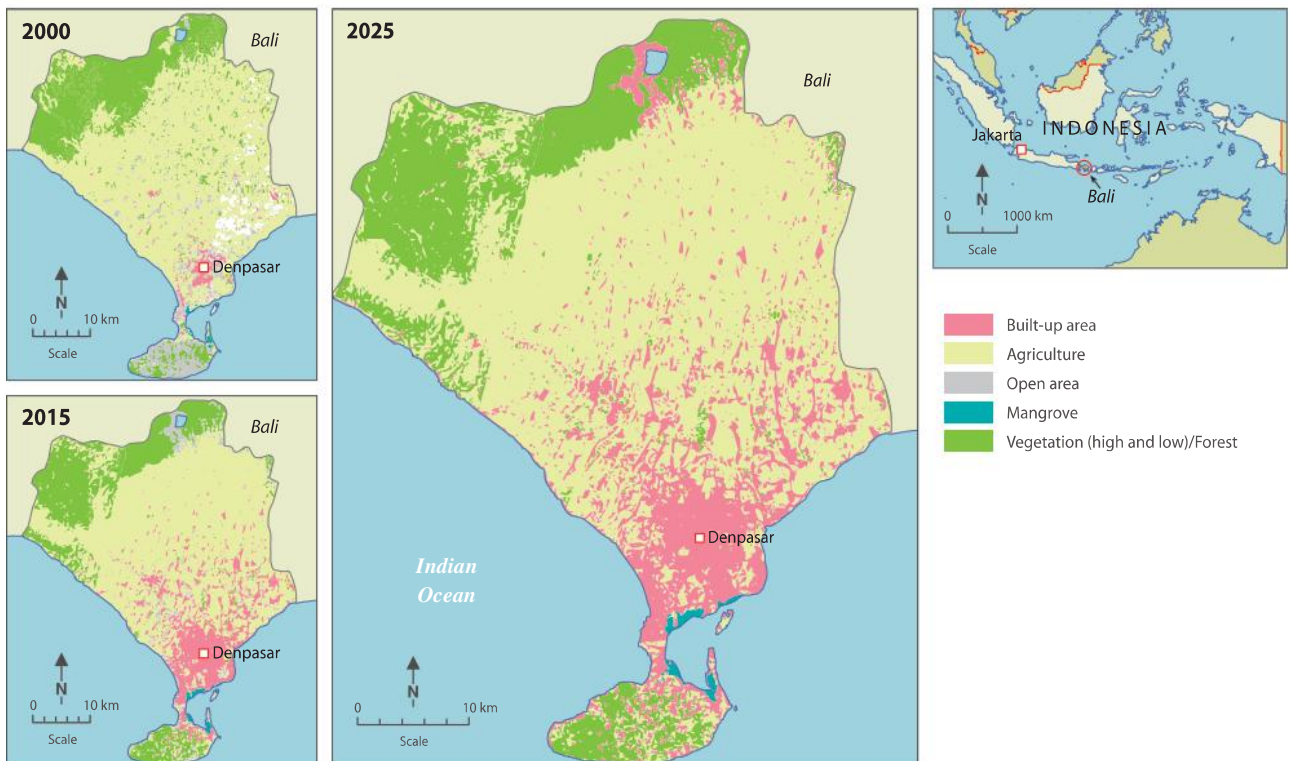 2000
Bali
Denpasar
N
0
10 km
Scale
2015
Bali
Denpasar
N
0
10 km
Scale
2025
Bali
Denpasar
Indian
Ocean
N
0
10 km
Scale
INDONESIA
Jakarta
Bali
N
0
1000 km
Scale
Built-up area
Agriculture
Open area
Mangrove
Vegetation (high and low)/Forest